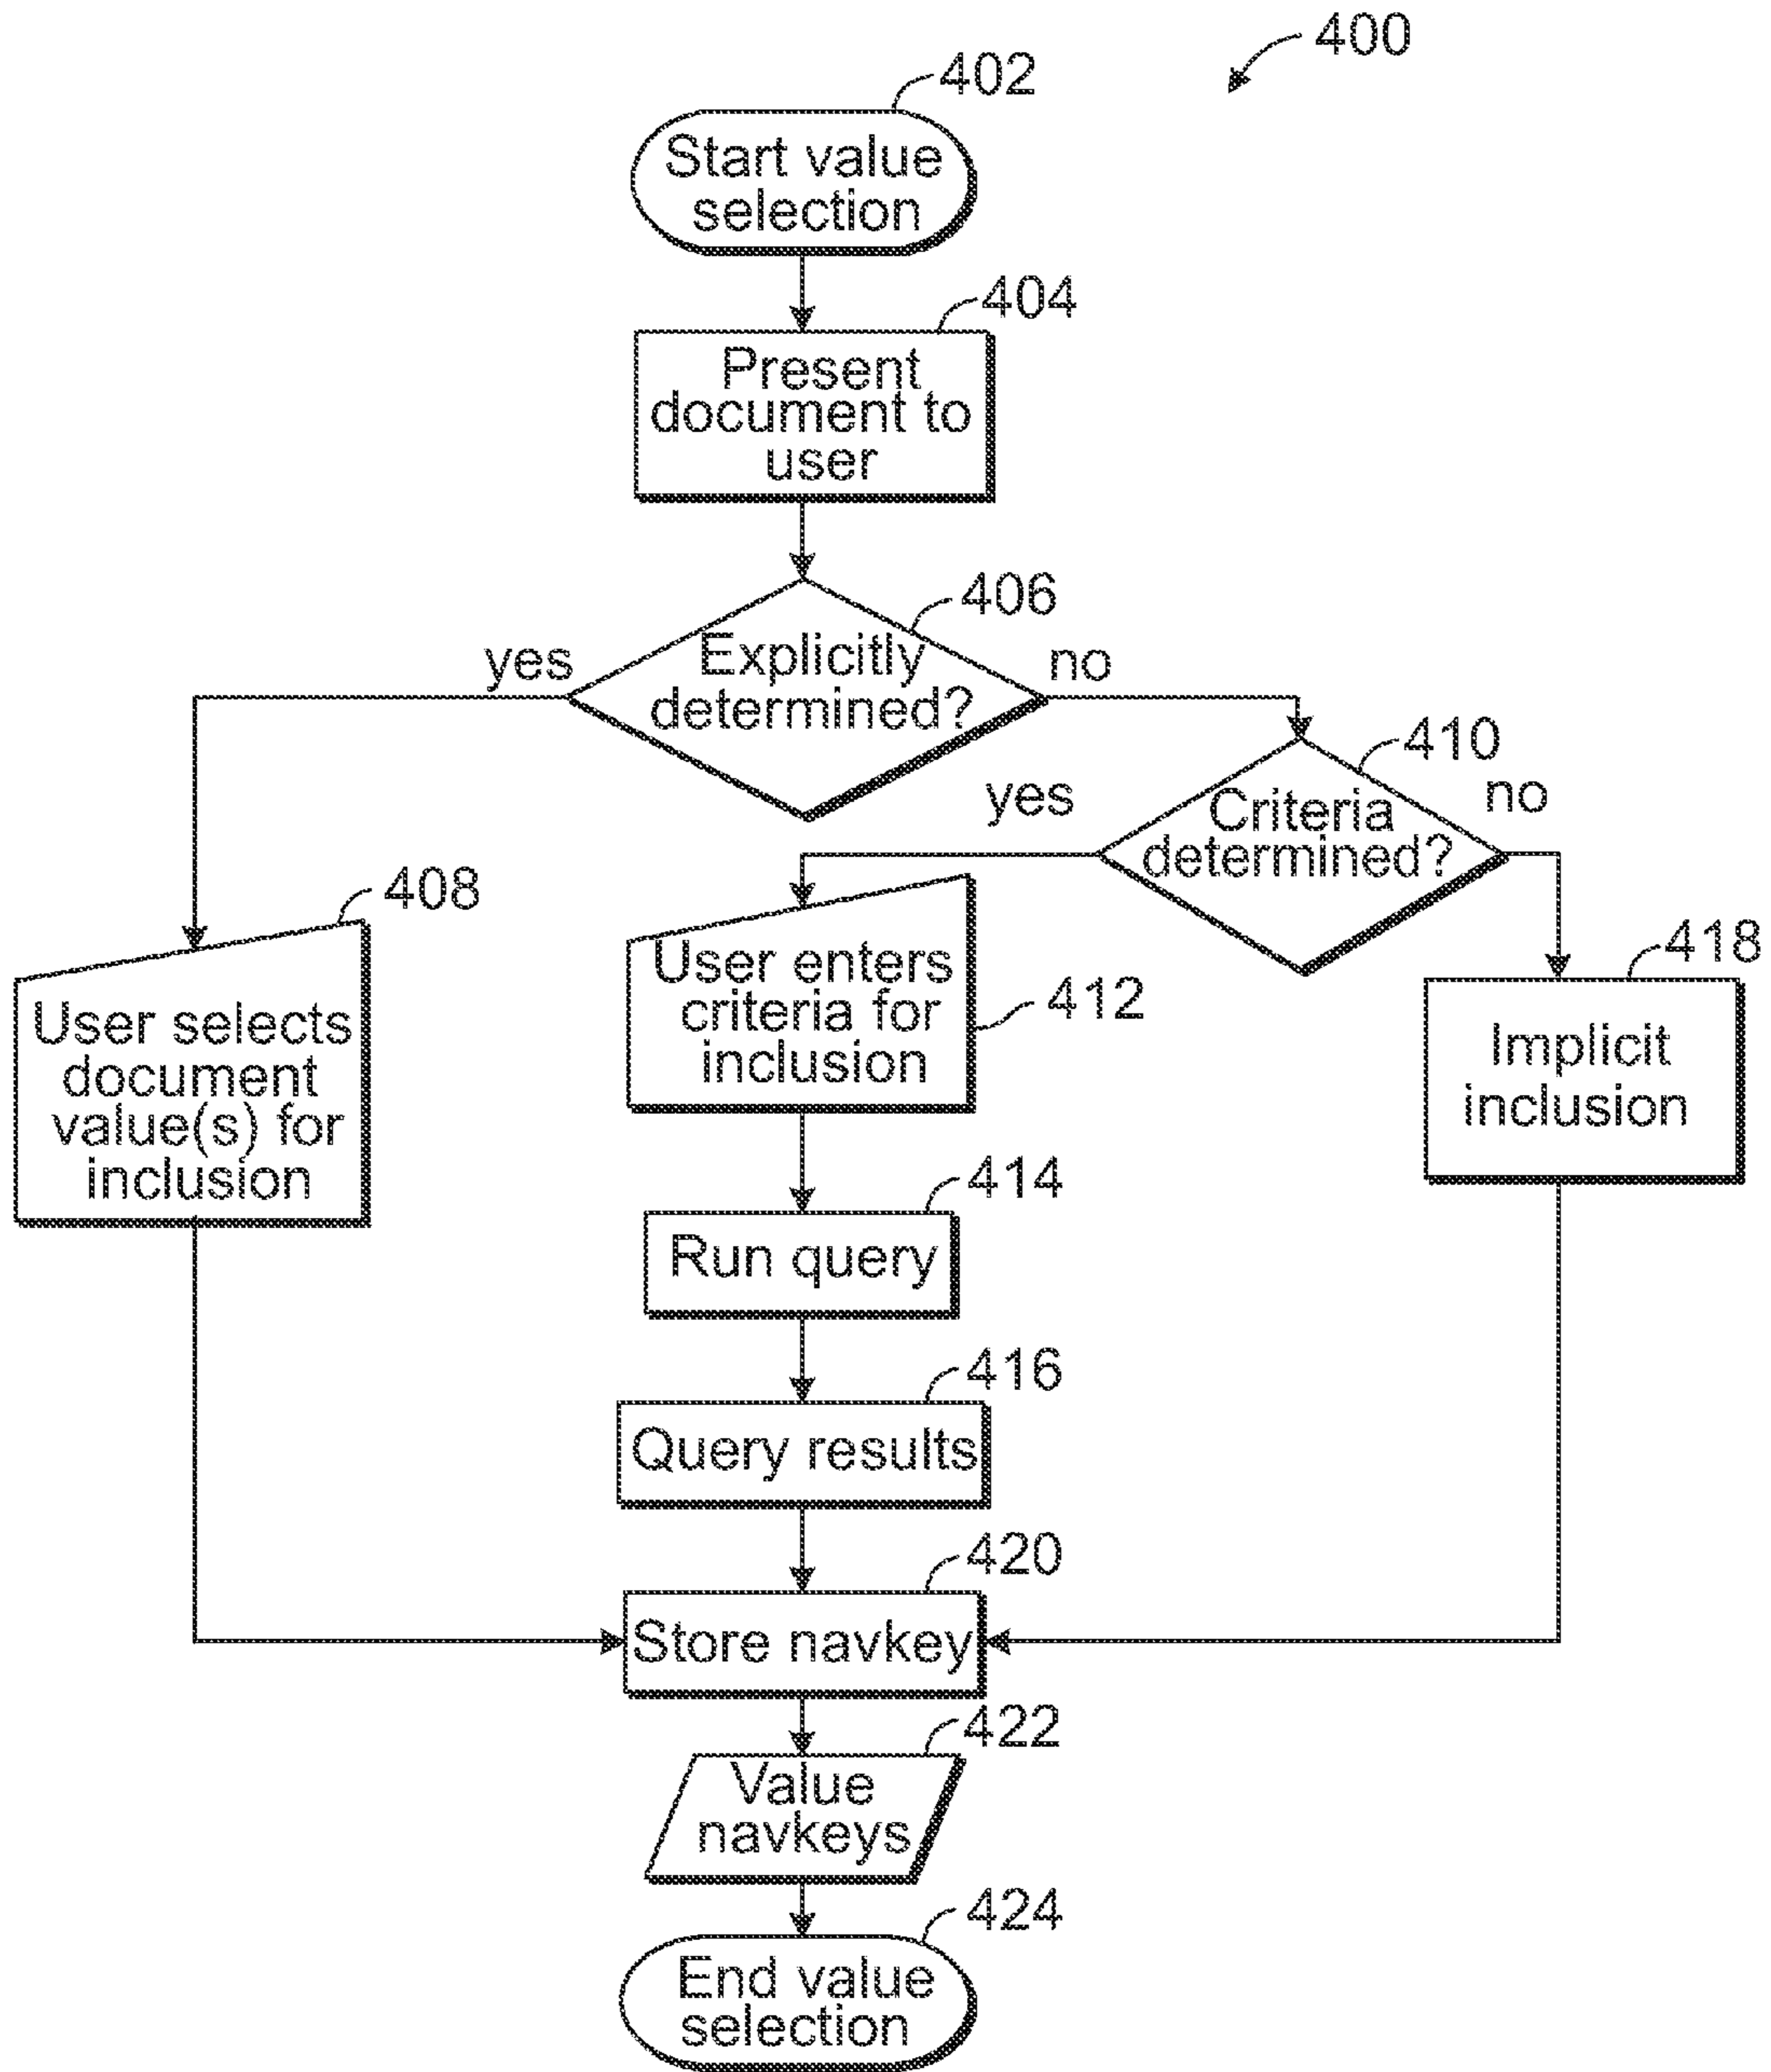 400
402
Start value
selection
404
Present
document to
user
406
yes
Explicitly
determined?
no
410
yes
Criteria
determined?
no
408
User selects
document
value(s) for
inclusion
User enters
criteria for
inclusion
412
418
Implicit
inclusion
414
Run query
416
Query results
420
Store navkey
422
Value
navkeys
424
End value
selection